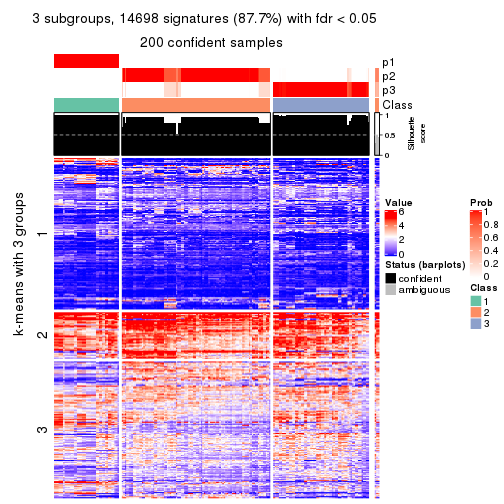 3 subgroups, 14698 signatures (87.7%) with fdr < 0.05
200 confident samples
p1
p2
p3
Class
1
0.5
0
Silhouette
score
k-means with 3 groups
1
2
3
Value
6
4
2
0
Status (barplots)
confident
ambiguous
Prob
1
0.8
0.6
0.4
0.2
0
Class
1
2
3